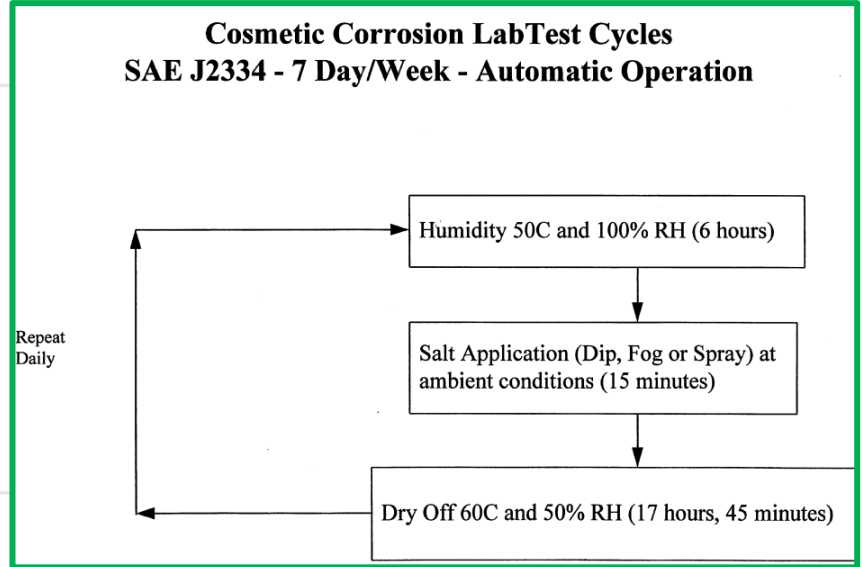 Cosmetic Corrosion LabTest Cycles
SAE J2334 - 7 Day/Week - Automatic Operation
Humidity 50C and 100% RH (6 hours)
Repeat
Daily
Salt Application (Dip, Fog or Spray) at
ambient conditions (15 minutes)
Dry Off 60C and 50% RH (17 hours, 45 minutes)